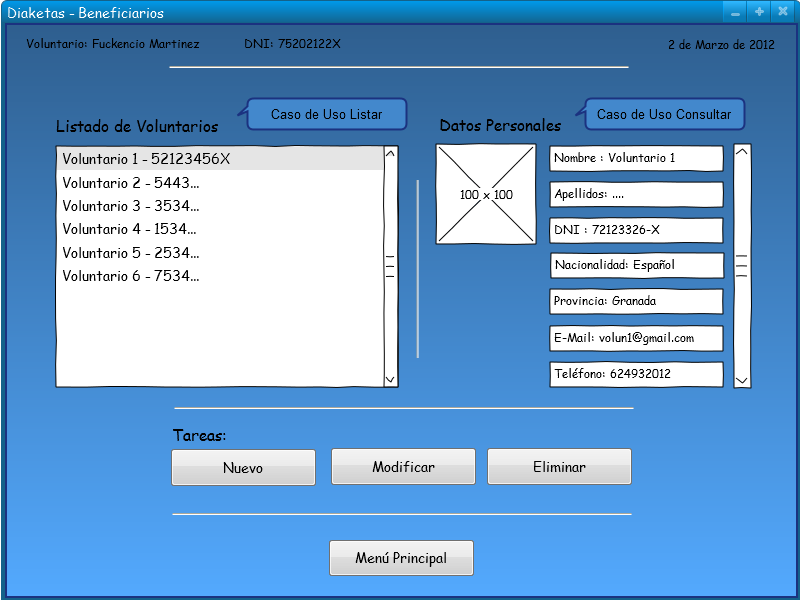 Diaketas - Beneficiarios
Voluntario: Fuckencio Martinez DNI: 75202122X 2 de Marzo de 2012
Listado de Voluntarios
Caso de Uso Listar
Voluntario 1 - 52123456X
Voluntario 2 - 5443...
Voluntario 3 - 3534...
Voluntario 4 - 1534...
Voluntario 5 - 2534...
Voluntario 6 - 7534...
Datos Personales
Caso de Uso Consultar
100 x 100
Nombre : Voluntario 1
Apellidos: ....
DNI : 72123326-X
Nacionalidad: Español
Provincia: Granada
E-Mail: volun1@gmail.com
Teléfono: 624932012
Tareas:
Nuevo Modificar Eliminar
Menú Principal